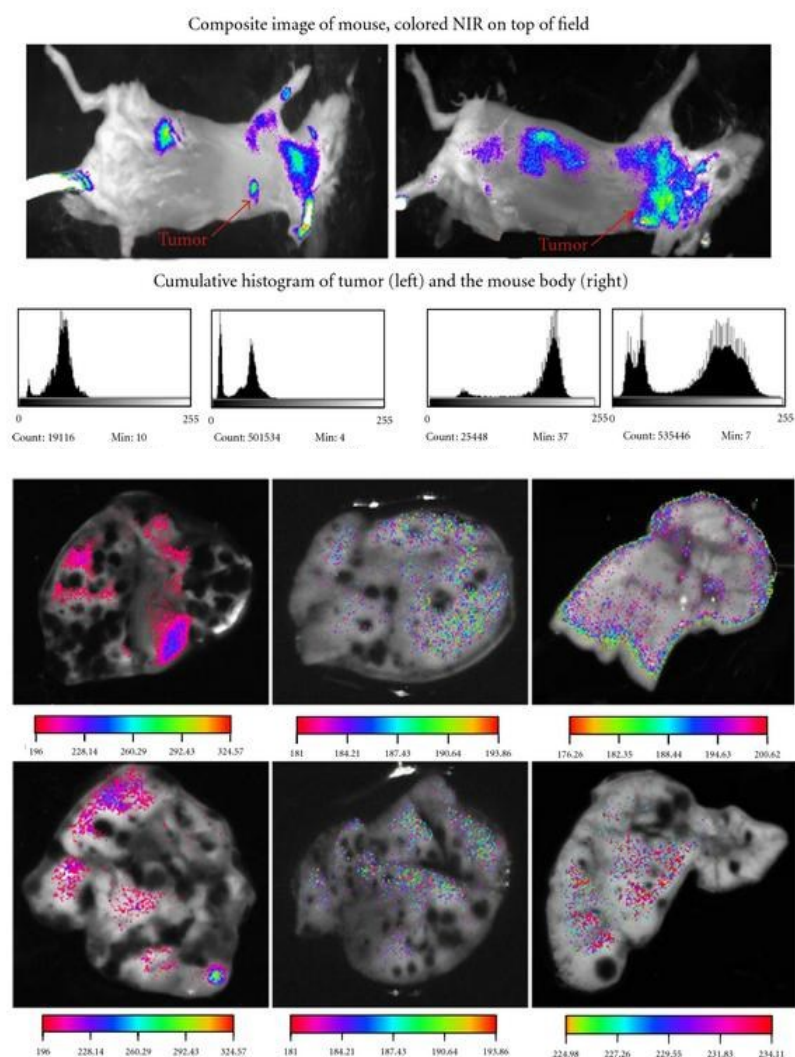 Composite image of mouse, colored NIR on top of field
Tumor
Tumor
Cumulative histogram of tumor (left) and the mouse body (right)
0 255 0 255 0 255 0 255
Count: 19116 Min: 10 Count: 501534 Min: 4 Count: 25448 Min: 37 Count: 535446 Min: 7
196 228.14 260.29 292.43 324.57
181 184.21 187.43 190.64 193.86
176.26 182.35 188.44 194.63 200.62
196 228.14 260.29 292.43 324.57
181 184.21 187.43 190.64 193.86
224.98 227.26 229.55 231.83 234.11